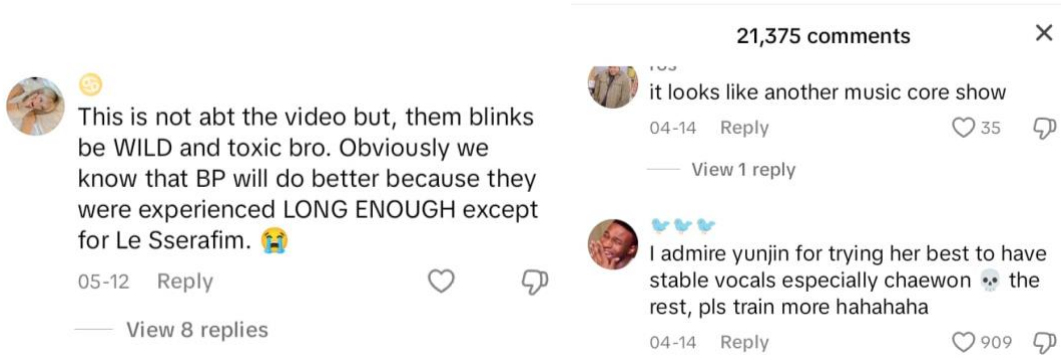 This is not abt the video but, them blinks
be WILD and toxic bro. Obviously we
know that BP will do better because they
were experienced LONG ENOUGH except
for Le Sserafim. 😭
05-12 Reply
View 8 replies
21,375 comments
it looks like another music core show
04-14 Reply 35
View 1 reply
🐦🐦🐦
I admire yunjin for trying her best to have
stable vocals especially chaewon 💀 the
rest, pls train more hahahaha
04-14 Reply 909